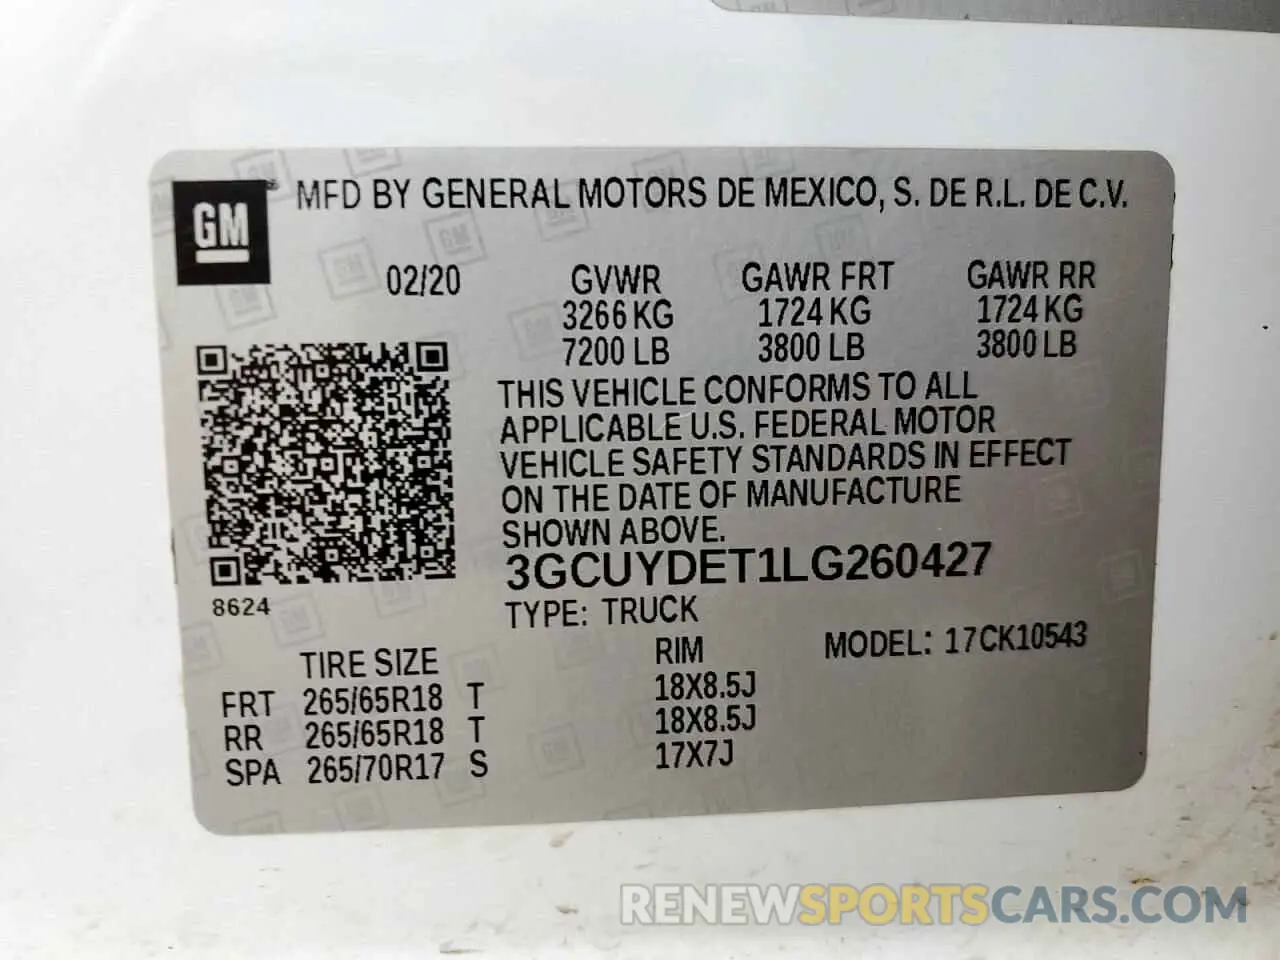 GM® MFD BY GENERAL MOTORS DE MEXICO, S. DE R.L. DE C.V.
02/20 GVWR GAWR FRT GAWR RR
3266 KG 1724 KG 1724 KG
7200 LB 3800 LB 3800 LB
THIS VEHICLE CONFORMS TO ALL
APPLICABLE U.S. FEDERAL MOTOR
VEHICLE SAFETY STANDARDS IN EFFECT
ON THE DATE OF MANUFACTURE
SHOWN ABOVE.
3GCUYDET1LG260427
8624 TYPE: TRUCK
TIRE SIZE RIM MODEL: 17CK10543
FRT 265/65R18 T 18X8.5J
RR 265/65R18 T 18X8.5J
SPA 265/70R17 S 17X7J
RENEWSPORTSCARS.COM